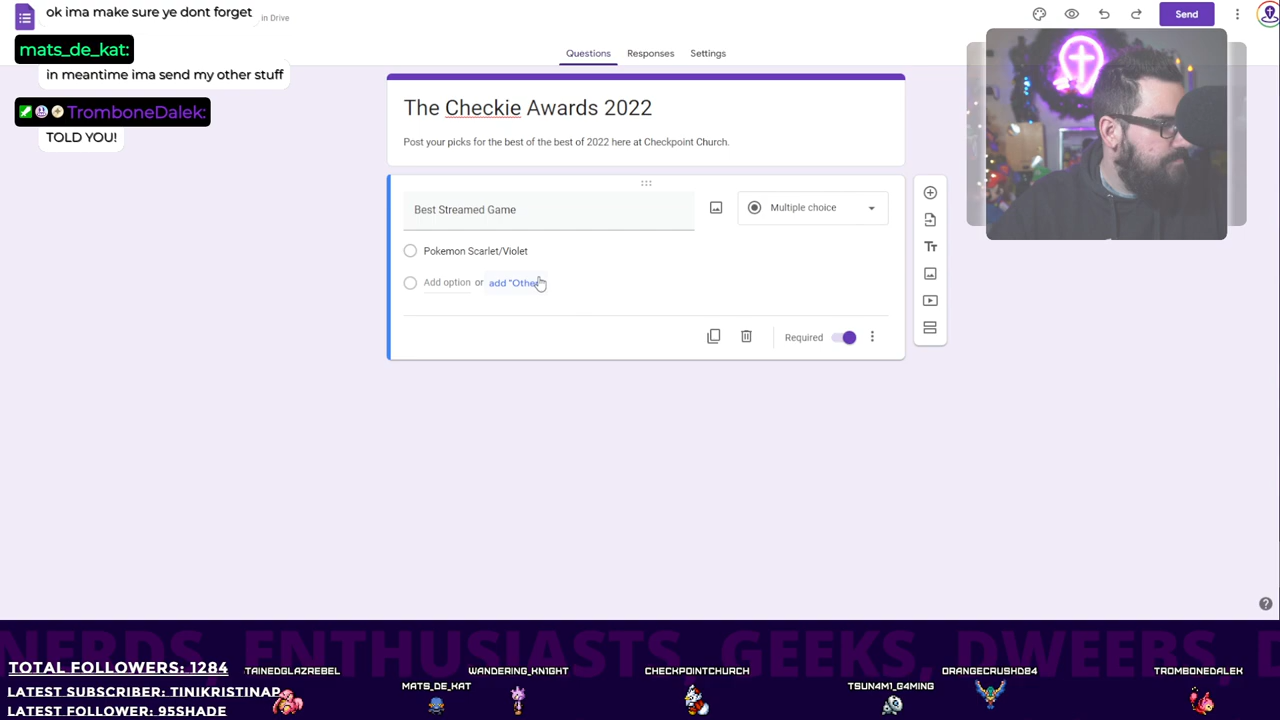 ok ima make sure ye dont forget
in Drive
Send
mats_de_kat:
in meantime ima send my other stuff
TromboneDalek:
TOLD YOU!
Questions
Responses
Settings
The Checkie Awards 2022
Post your picks for the best of the best of 2022 here at Checkpoint Church.
Best Streamed Game
Multiple choice
Pokemon Scarlet/Violet
Add option or add "Othe
Required
NERDS, ENTHUSIASTS, GEEKS, DWEEBS, D
TOTAL FOLLOWERS: 1284
LATEST SUBSCRIBER: TINIKRISTINAP
LATEST FOLLOWER: 95SHADE
TAINEDGLAZREBEL
MATS_DE_KAT
WANDERING_KN1GHT
CHECKPOINTCHURCH
TSUN4M1_G4MING
ORANGECRUSHD84
TROMBONEDALEK